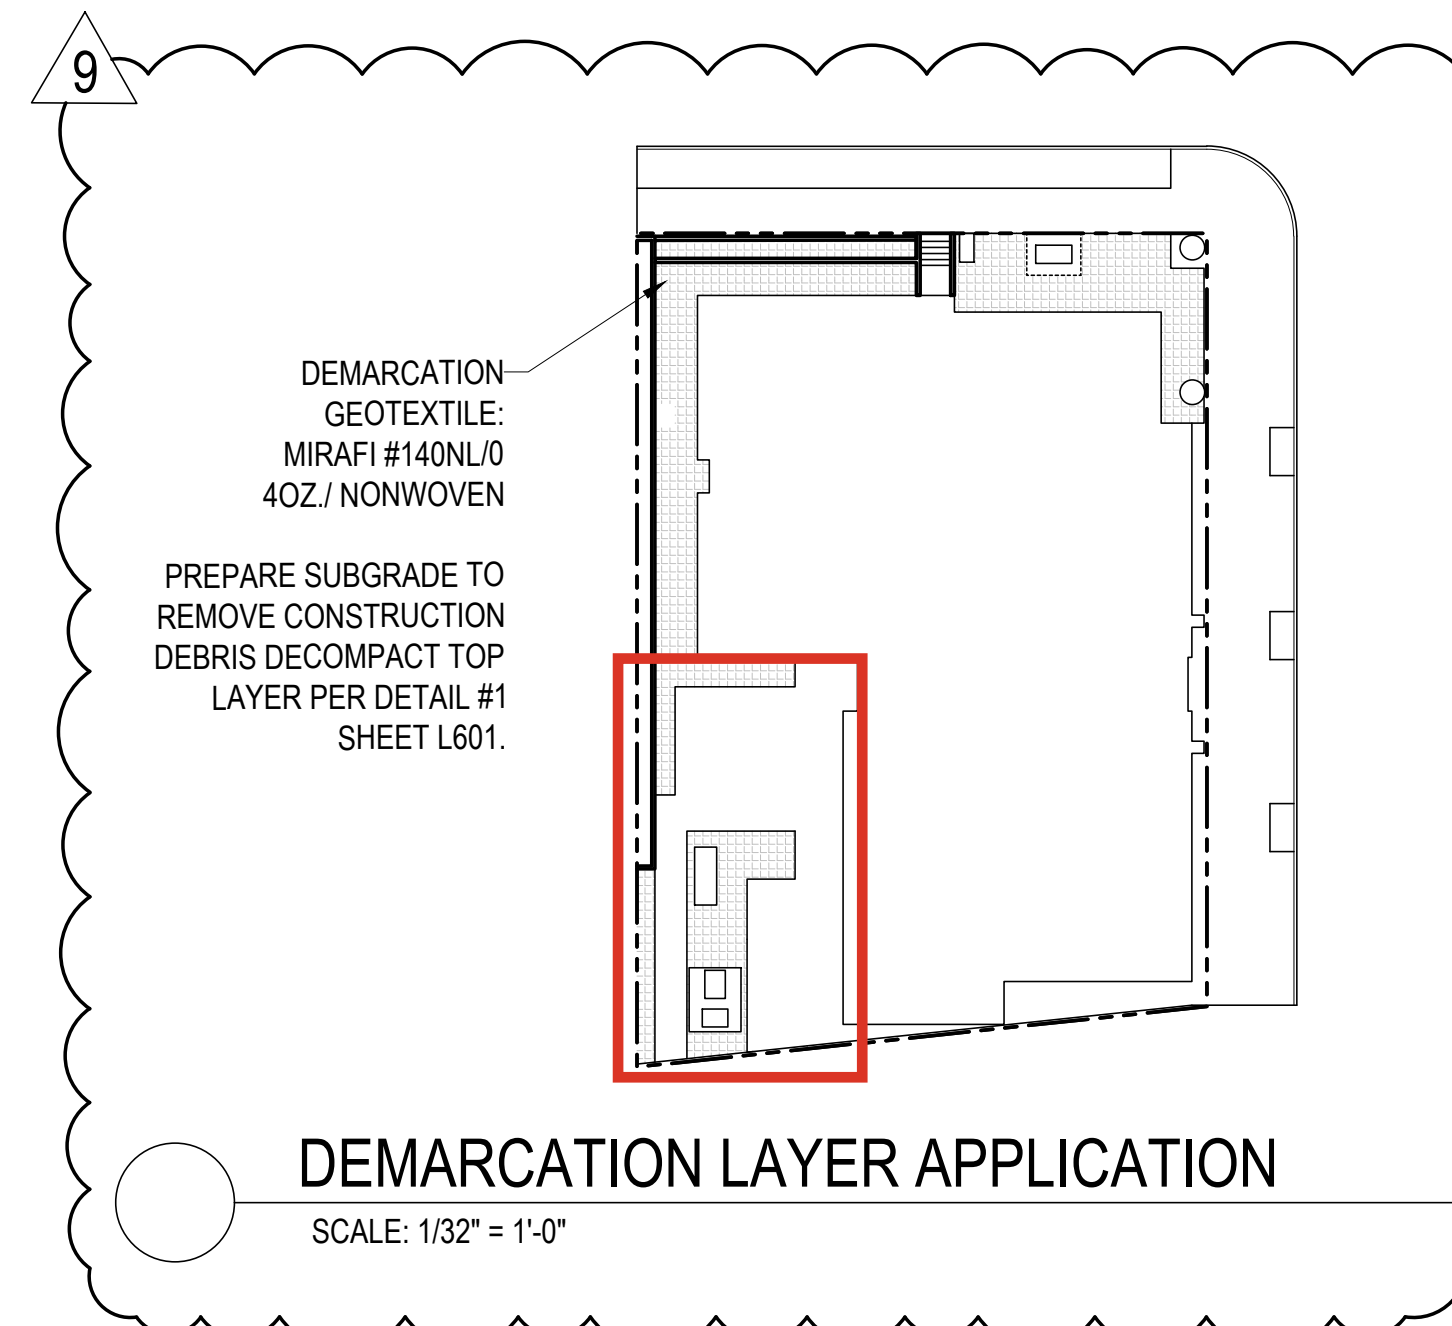 9
DEMARCATION
GEOTEXTILE:
MIRAFI #140NL/0
4OZ./ NONWOVEN
PREPARE SUBGRADE TO
REMOVE CONSTRUCTION
DEBRIS DECOMPACT TOP
LAYER PER DETAIL #1
SHEET L601.
DEMARCATION LAYER APPLICATION
SCALE: 1/32" = 1'-0"